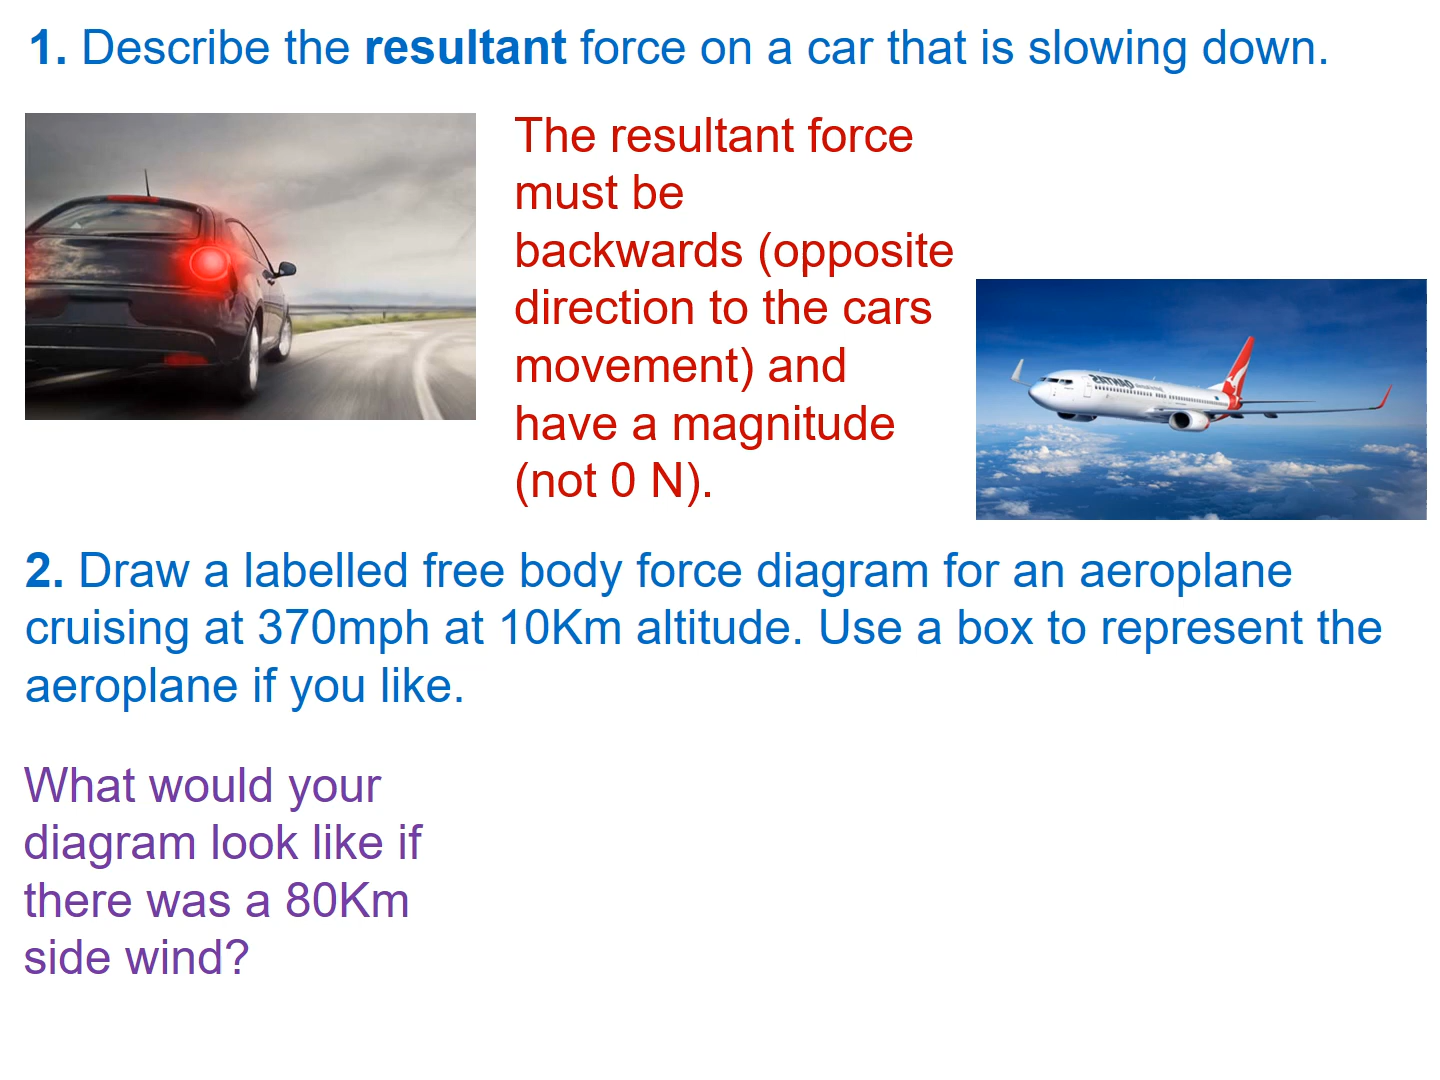 1. Describe the resultant force on a car that is slowing down.
The resultant force
must be
backwards (opposite
direction to the cars
movement) and
have a magnitude
(not 0 N).
2. Draw a labelled free body force diagram for an aeroplane
cruising at 370mph at 10Km altitude. Use a box to represent the
aeroplane if you like.
What would your
diagram look like if
there was a 80Km
side wind?